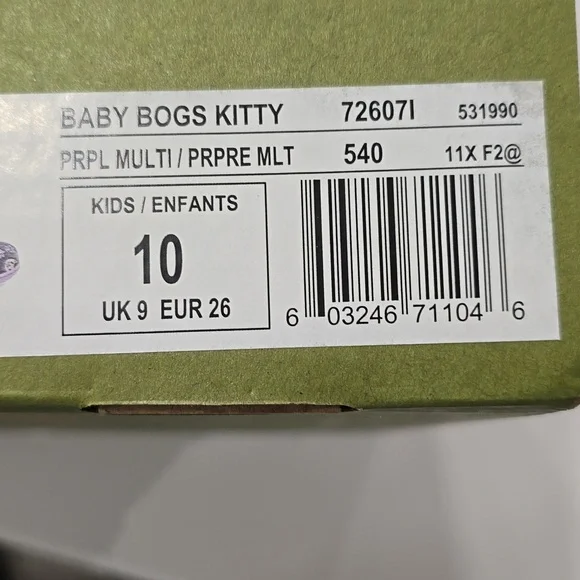 BABY BOGS KITTY 72607I 531990
PRPL MULTI / PRPRE MLT 540 11X F2@
KIDS / ENFANTS
10
UK 9 EUR 26
6 03246 71104 6